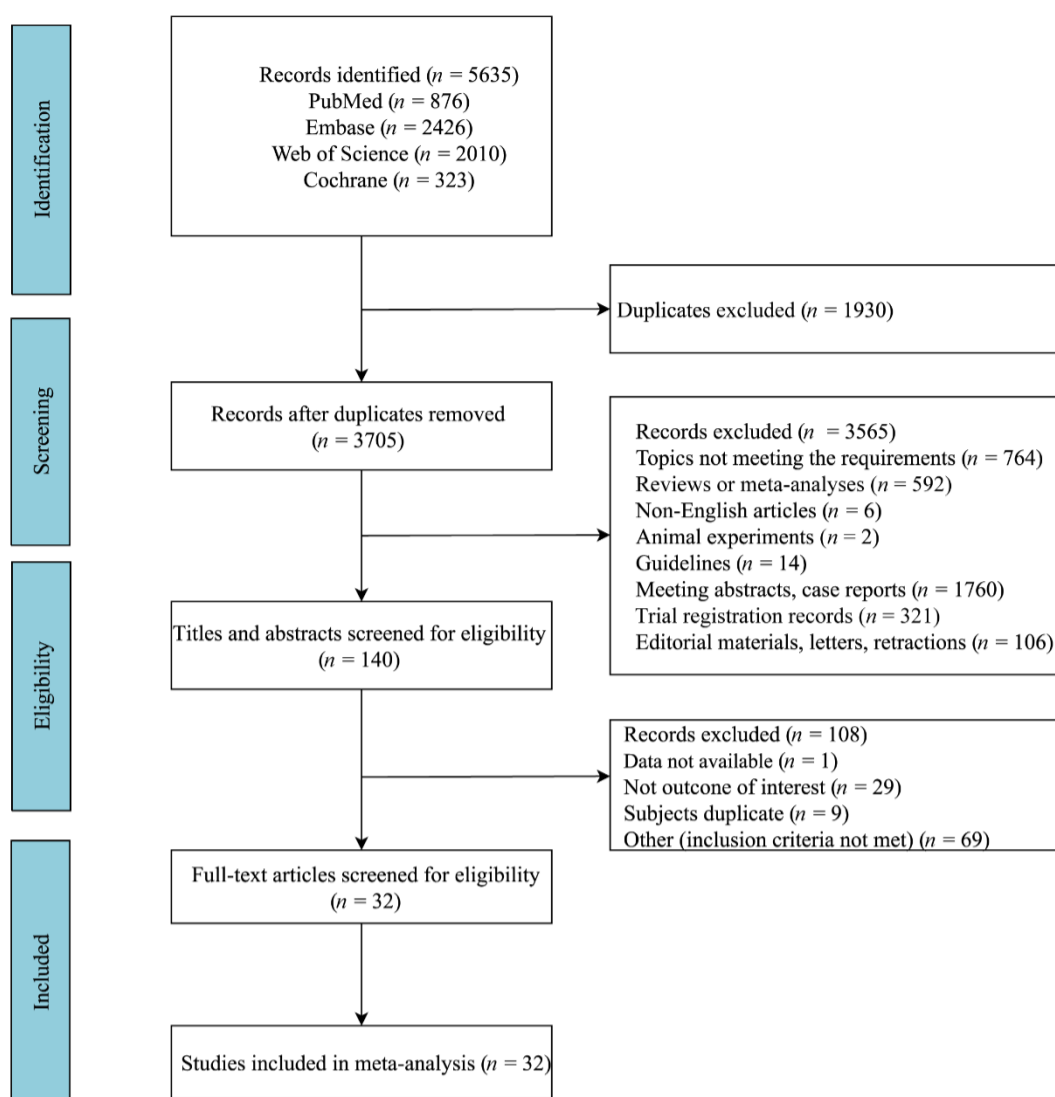 Identification
Records identified (n = 5635)
PubMed (n = 876)
Embase (n = 2426)
Web of Science (n = 2010)
Cochrane (n = 323)
Duplicates excluded (n = 1930)
Screening
Records after duplicates removed
(n = 3705)
Records excluded (n = 3565)
Topics not meeting the requirements (n = 764)
Reviews or meta-analyses (n = 592)
Non-English articles (n = 6)
Animal experiments (n = 2)
Guidelines (n = 14)
Meeting abstracts, case reports (n = 1760)
Trial registration records (n = 321)
Editorial materials, letters, retractions (n = 106)
Eligibility
Titles and abstracts screened for eligibility
(n = 140)
Records excluded (n = 108)
Data not available (n = 1)
Not outcome of interest (n = 29)
Subjects duplicate (n = 9)
Other (inclusion criteria not met) (n = 69)
Included
Full-text articles screened for eligibility
(n = 32)
Studies included in meta-analysis (n = 32)